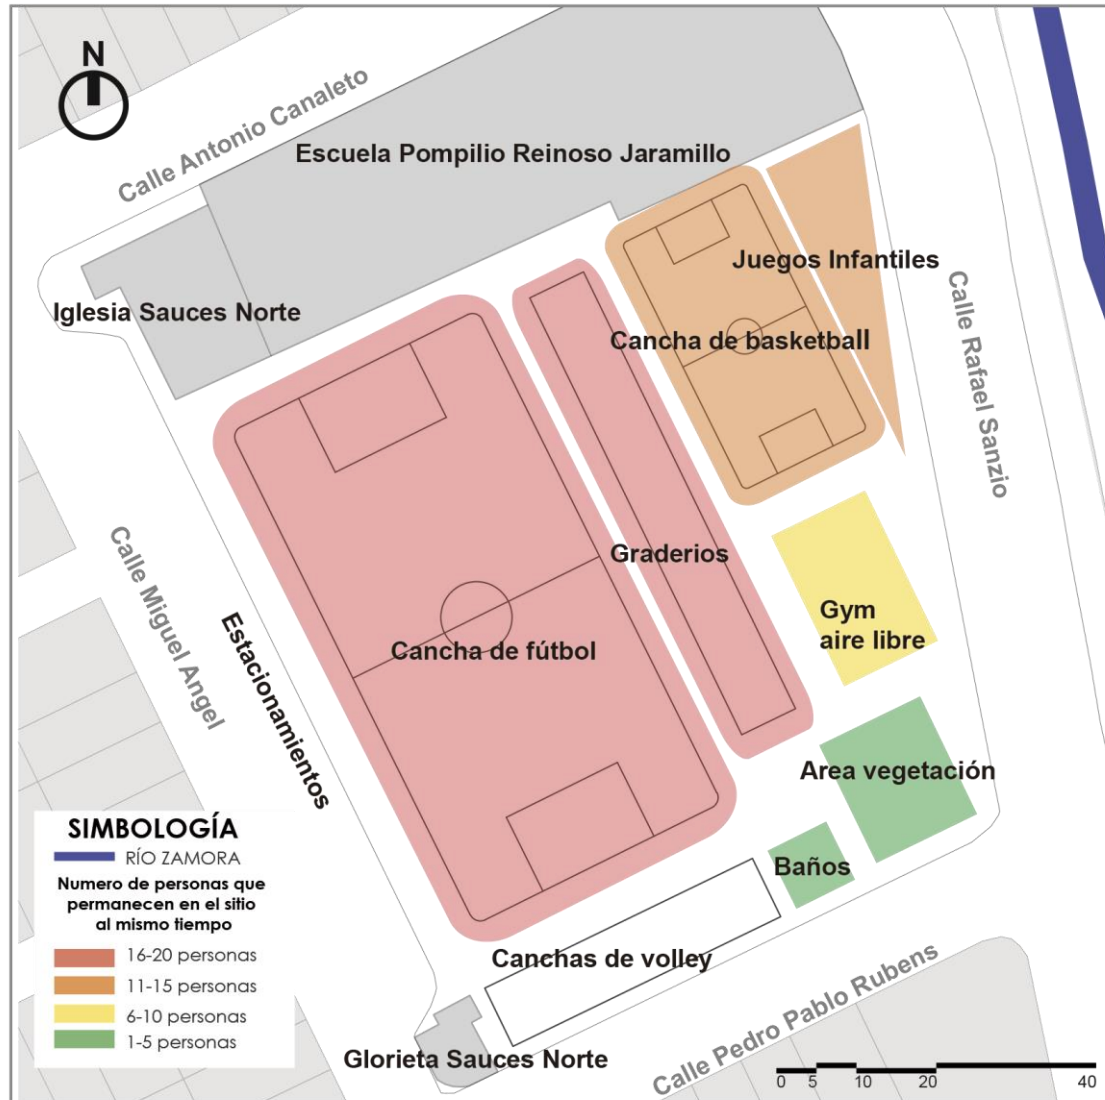 N
Calle Antonio Canaleto
Escuela Pompilio Reinoso Jaramillo
Juegos Infantiles
Iglesia Sauces Norte
Cancha de basketball
Calle Rafael Sanzio
Graderios
Gym
aire libre
Calle Miguel Angel
Estacionamientos
Cancha de fútbol
Area vegetación
Baños
Canchas de volley
Glorieta Sauces Norte
Calle Pedro Pablo Rubens
SIMBOLOGÍA
RÍO ZAMORA
Numero de personas que
permanecen en el sitio
al mismo tiempo
16-20 personas
11-15 personas
6-10 personas
1-5 personas
0 5 10 20 40